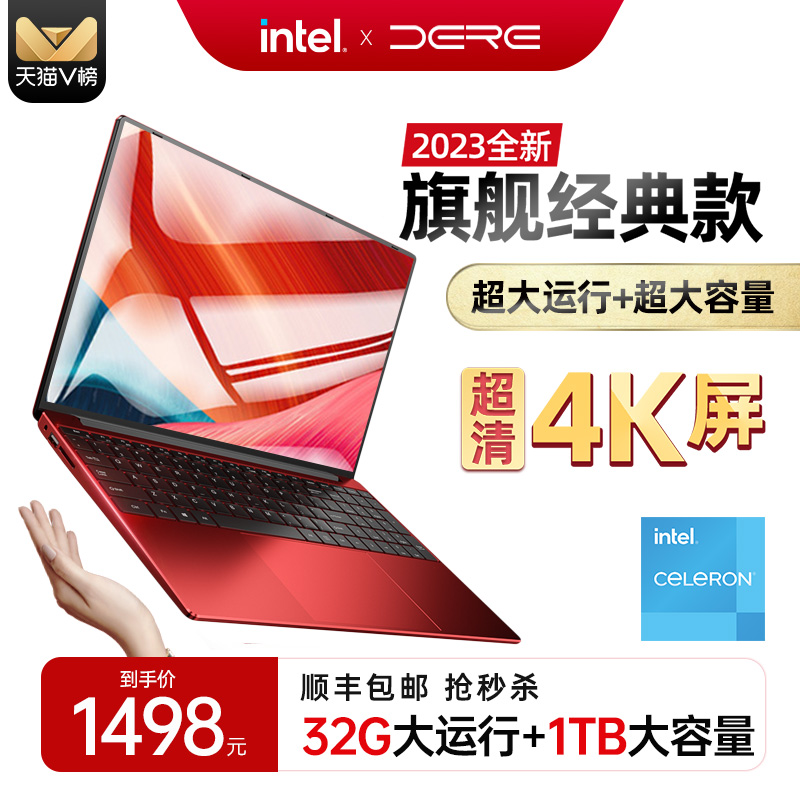 天猫V榜
intel. x DERE
2023全新
旗舰经典款
超大运行+超大容量
超清 4K屏
intel.
CELERON
到手价
1498元
顺丰包邮 抢秒杀
32G大运行+1TB大容量